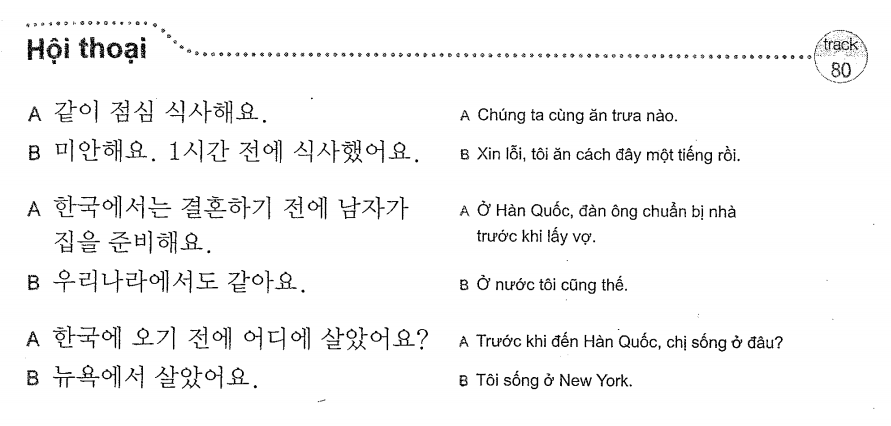 Hội thoại
track
80
A 같이 점심 식사해요.
B 미안해요. 1시간 전에 식사했어요.
A 한국에서는 결혼하기 전에 남자가
집을 준비해요.
B 우리나라에서도 같아요.
A 한국에 오기 전에 어디에 살았어요?
B 뉴욕에서 살았어요.
A Chúng ta cùng ăn trưa nào.
B Xin lỗi, tôi ăn cách đây một tiếng rồi.
A Ở Hàn Quốc, đàn ông chuẩn bị nhà
trước khi lấy vợ.
B Ở nước tôi cũng thế.
A Trước khi đến Hàn Quốc, chị sống ở đâu?
B Tôi sống ở New York.